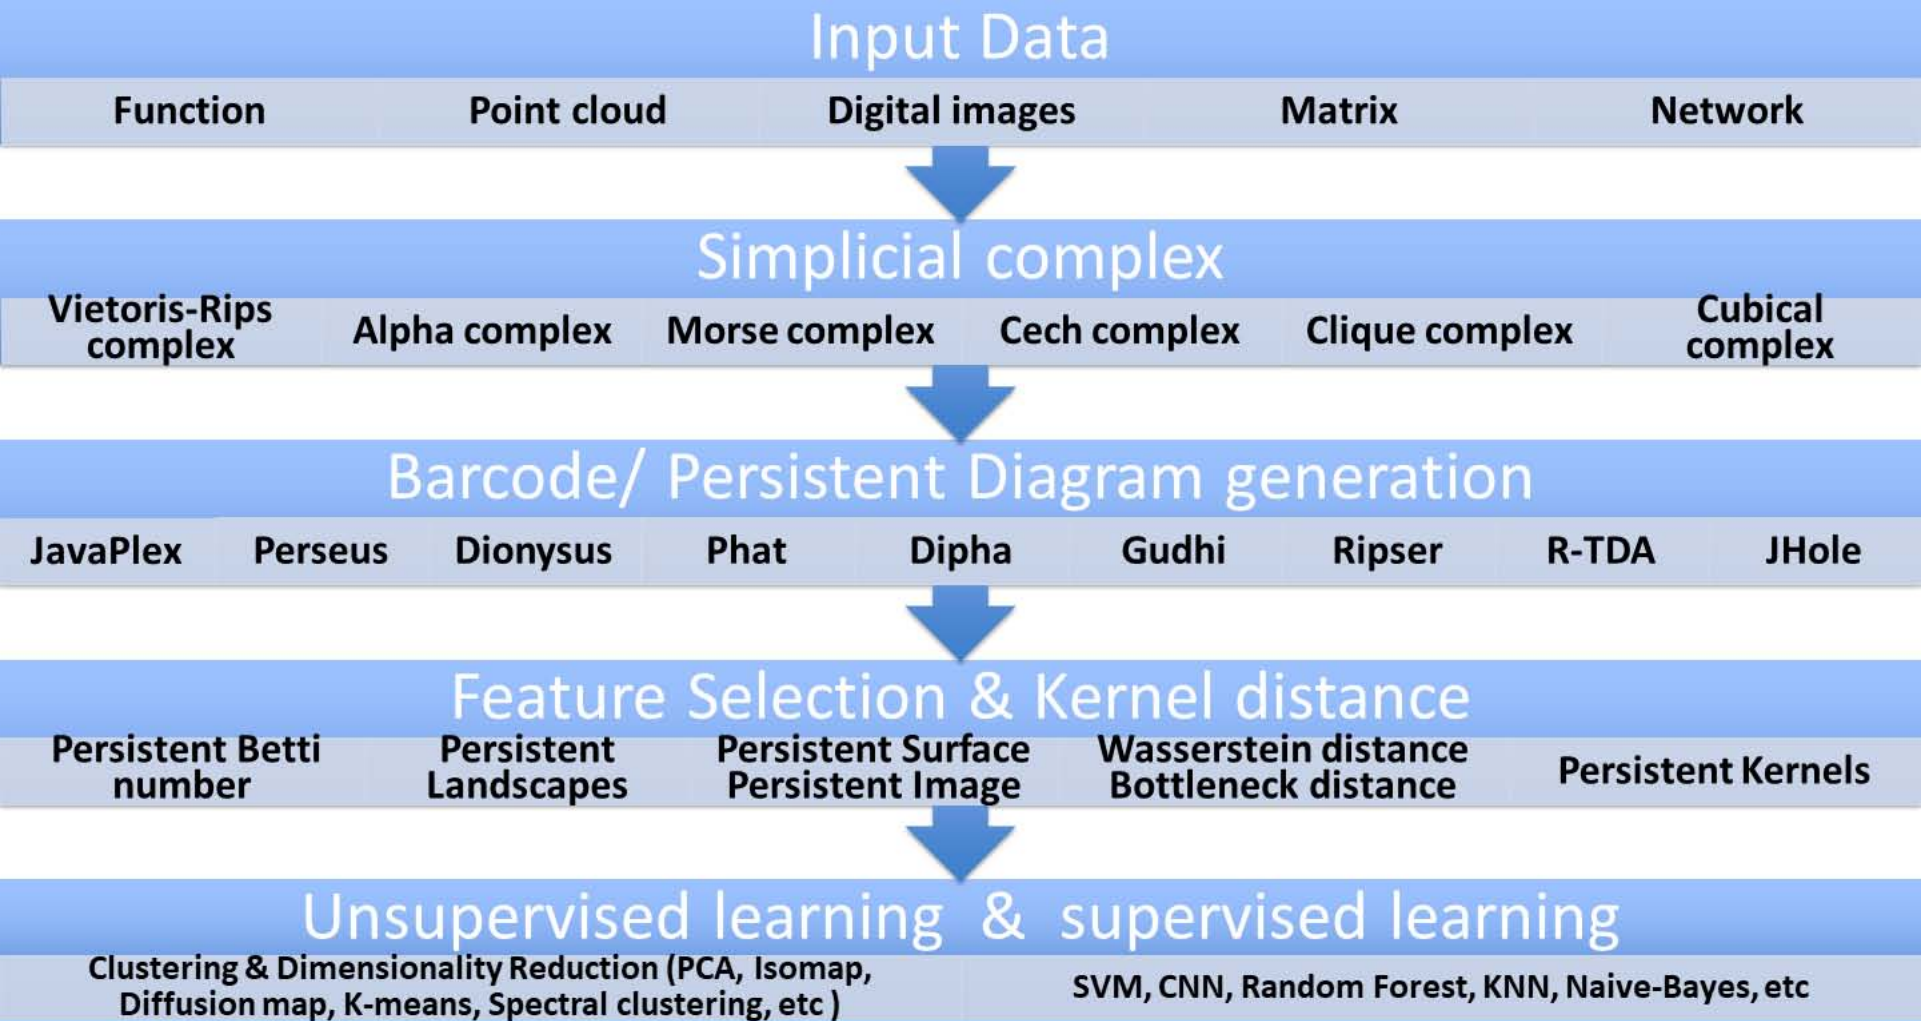 Input Data
Function Point cloud Digital images Matrix Network
Simplicial complex
Vietoris-Rips
complex
Alpha complex Morse complex Cech complex Clique complex
Cubical
complex
Barcode/ Persistent Diagram generation
JavaPlex Perseus Dionysus Phat Dipha Gudhi Ripser R-TDA JHole
Feature Selection & Kernel distance
Persistent Betti
number
Persistent
Landscapes
Persistent Surface
Persistent Image
Wasserstein distance
Bottleneck distance
Persistent Kernels
Unsupervised learning & supervised learning
Clustering & Dimensionality Reduction (PCA, Isomap,
Diffusion map, K-means, Spectral clustering, etc )
SVM, CNN, Random Forest, KNN, Naive-Bayes, etc